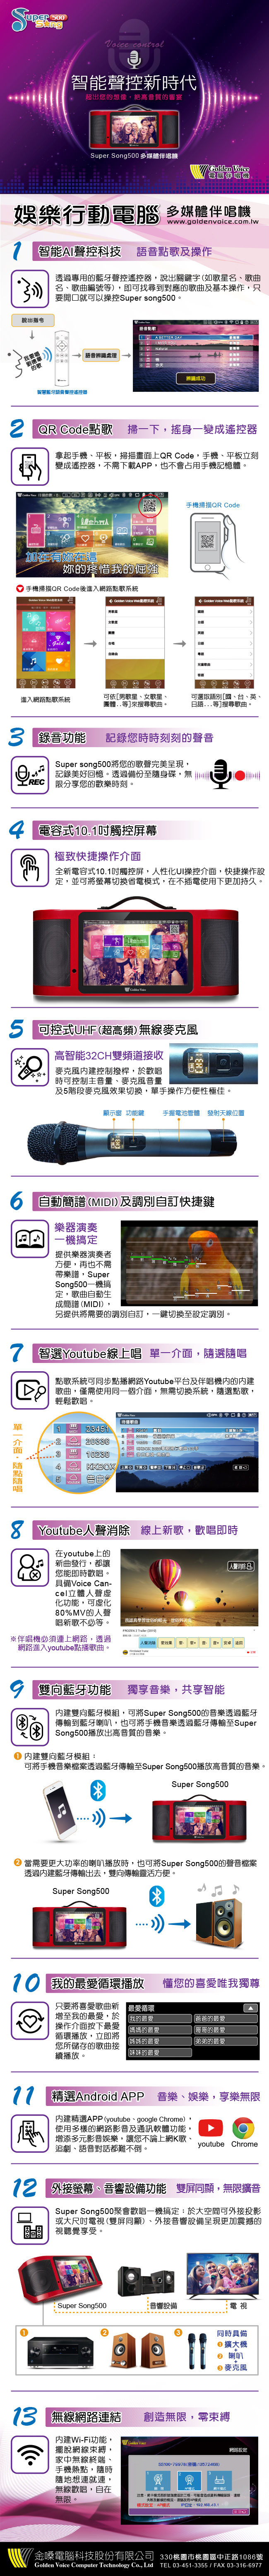 Super 500
Song
Voice control
智能聲控新時代
Super Song500 多媒體伴唱機
Golden Voice
電腦伴唱機
娛樂行動電腦 多媒體伴唱機
www.goldenvoice.com.tw
1 智能AI聲控科技 語音點歌及操作
透過專用的藍牙聲控遙控器，說出關鍵字(如歌星名、歌曲
名、歌曲編號等)，即可找尋到對應的歌曲及基本操作，只
要開口就可以操控Super song500。
說出歌名
語音辨識處理
辨識成功
智慧藍牙語音聲控遙控器
2 QR Code點歌 掃一下，搖身一變成遙控器
拿起手機、平板，掃描畫面上QR Code，手機、平板立刻
變成遙控器，不需下載APP，也不會占用手機記憶體。
手機掃描QR Code
妳的疼惜我的倔強
手機掃描QR Code後進入網路點歌系統
進入網路點歌系統
可依[男歌星、女歌星、
團體..等]來搜尋歌曲。
可選取語別[國、台、英、
日語...等]搜尋歌曲。
3 錄音功能 記錄您時時刻刻的聲音
REC
Super song500將您的歌聲完美呈現，
記錄美好回憶。透過備份至隨身碟，無
限分享您的歡樂時刻。
4 電容式10.1吋觸控屏幕
極致快捷操作介面
全新電容式10.1吋觸控屏，人性化UI操控介面，快捷操作設
定，並可將螢幕切換省電模式，在不插電使用下更加持久。
5 可控式UHF(超高頻)無線麥克風
高智能32CH雙頻道接收
麥克風內建控制撥桿，於歡唱
時可控制主音量、麥克風音量
及5階段麥克風效果切換，單手操作方便性極佳。
顯示窗 功能鍵 手握電池管體 發射天線位置
6 自動簡譜(MIDI)及調別自訂快捷鍵
樂器演奏
一機搞定
提供樂器演奏者
方便，再也不需
帶樂譜，Super
Song500一機搞
定，歌曲自動生
成簡譜(MIDI)，
另提供將需要的調別自訂，一鍵切換至設定調別。
7 智選Youtube線上唱 單一介面，隨選隨唱
點歌系統可同步點播網路Youtube平台及伴唱機內的內建
歌曲，僅需使用同一個介面，無需切換系統，隨選點歌，
輕鬆歡唱。
單一介面，隨點隨唱
8 Youtube人聲消除 線上新歌，歡唱即時
在youtube上的
新曲發行，都讓
您能即時歡唱。
具備Voice Can-
cel立體人聲虛
化功能，可虛化
80%MV的人聲
唱新歌不必等。
※伴唱機必須連上網路，透過
網路進入youtube點播歌曲。
人聲消除
9 雙向藍牙功能 獨享音樂，共享智能
內建雙向藍牙模組，可將Super Song500的音樂透過藍牙
傳輸到藍牙喇叭，也可將手機音樂透過藍牙傳輸至Super
Song500播放出高音質的音樂。
1 內建雙向藍牙模組：
可將手機音樂檔案透過藍牙傳輸至Super Song500播放高音質的音樂。
Super Song500
2 當需要更大功率的喇叭播放時，也可將Super Song500的聲音檔案
透過內建藍牙傳輸出去，雙向傳輸靈活方便。
Super Song500
10 我的最愛循環播放 懂您的喜愛唯我獨尊
只要將喜愛歌曲新
增至我的最愛，於
操作介面按下最愛
循環播放，立即將
您所儲存的歌曲接
續播放。
最愛循環
我的最愛 爸爸的最愛
媽媽的最愛 哥哥的最愛
姊姊的最愛 弟弟的最愛
妹妹的最愛
11 精選Android APP 音樂、娛樂，享樂無限
內建精選APP(youtube、google Chrome)，
使用多樣的網路影音及通訊軟體功能，
增添多元影音娛樂，讓您不論上網K歌、
追劇、語音對話都難不倒。
youtube Chrome
12 外接螢幕、音響設備功能 雙屏同顯，無限擴音
Super Song500聚會歡唱一機搞定；於大空間可外接投影
或大尺吋電視(雙屏同顯)、外接音響設備呈現更加震撼的
視聽覺享受。
Super Song500 音響設備 電 視
1 2 3
同時具備
1 擴大機
+
2 喇叭
+
3 麥克風
13 無線網路連結 創造無限，零束縛
內建Wi-Fi功能，
擺脫網線束縛，
家中無線終端、
手機熱點，隨時
隨地想連就連，
無線歡唱，自在
無限。
金嗓電腦科技股份有限公司
Golden Voice Computer Technology Co., Ltd
330桃園市桃園區中正路1086號
TEL 03-451-3355 / FAX 03-316-6977